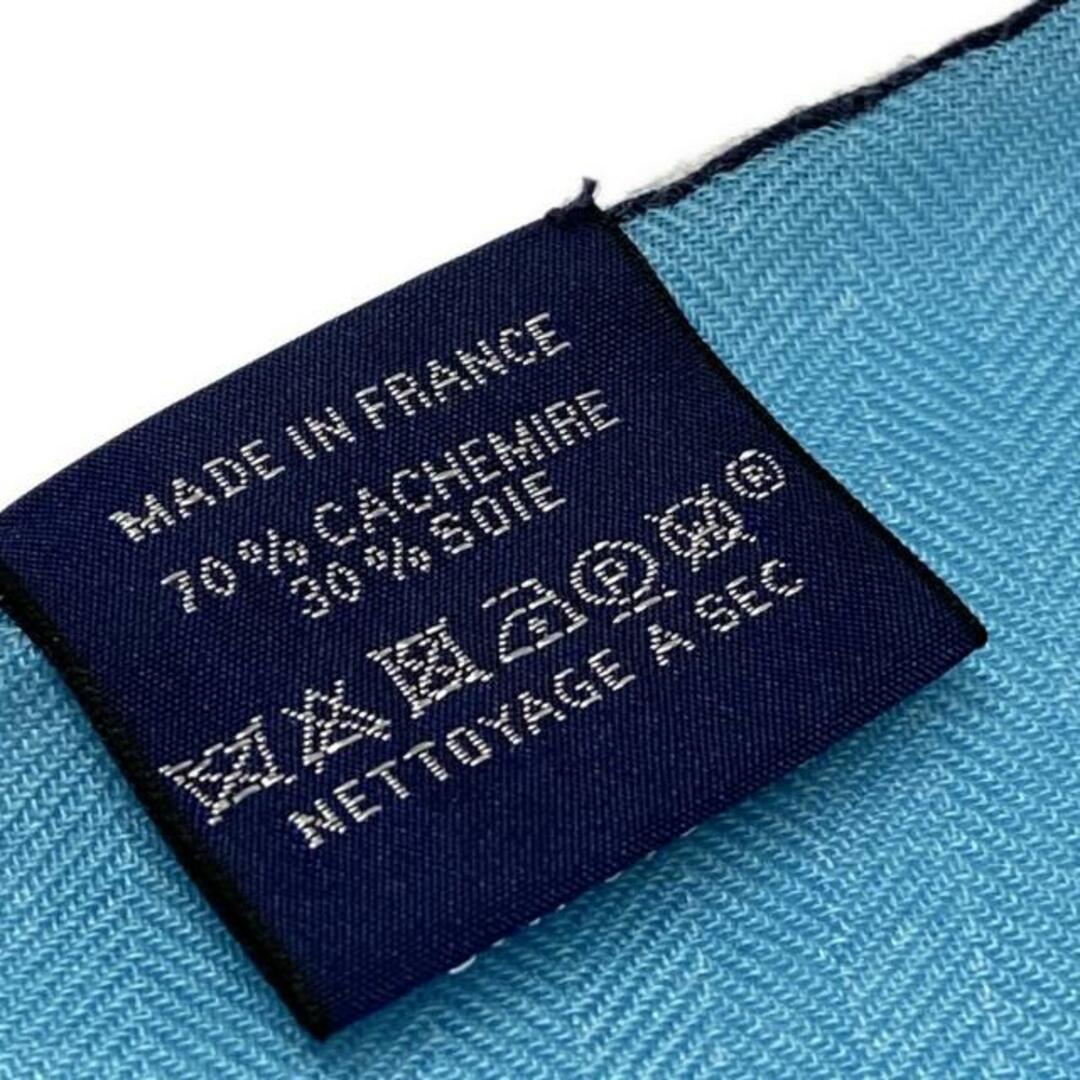 MADE IN FRANCE
70% CACHEMIRE
30% SOIE
P W ®
NETTOYAGE A SEC